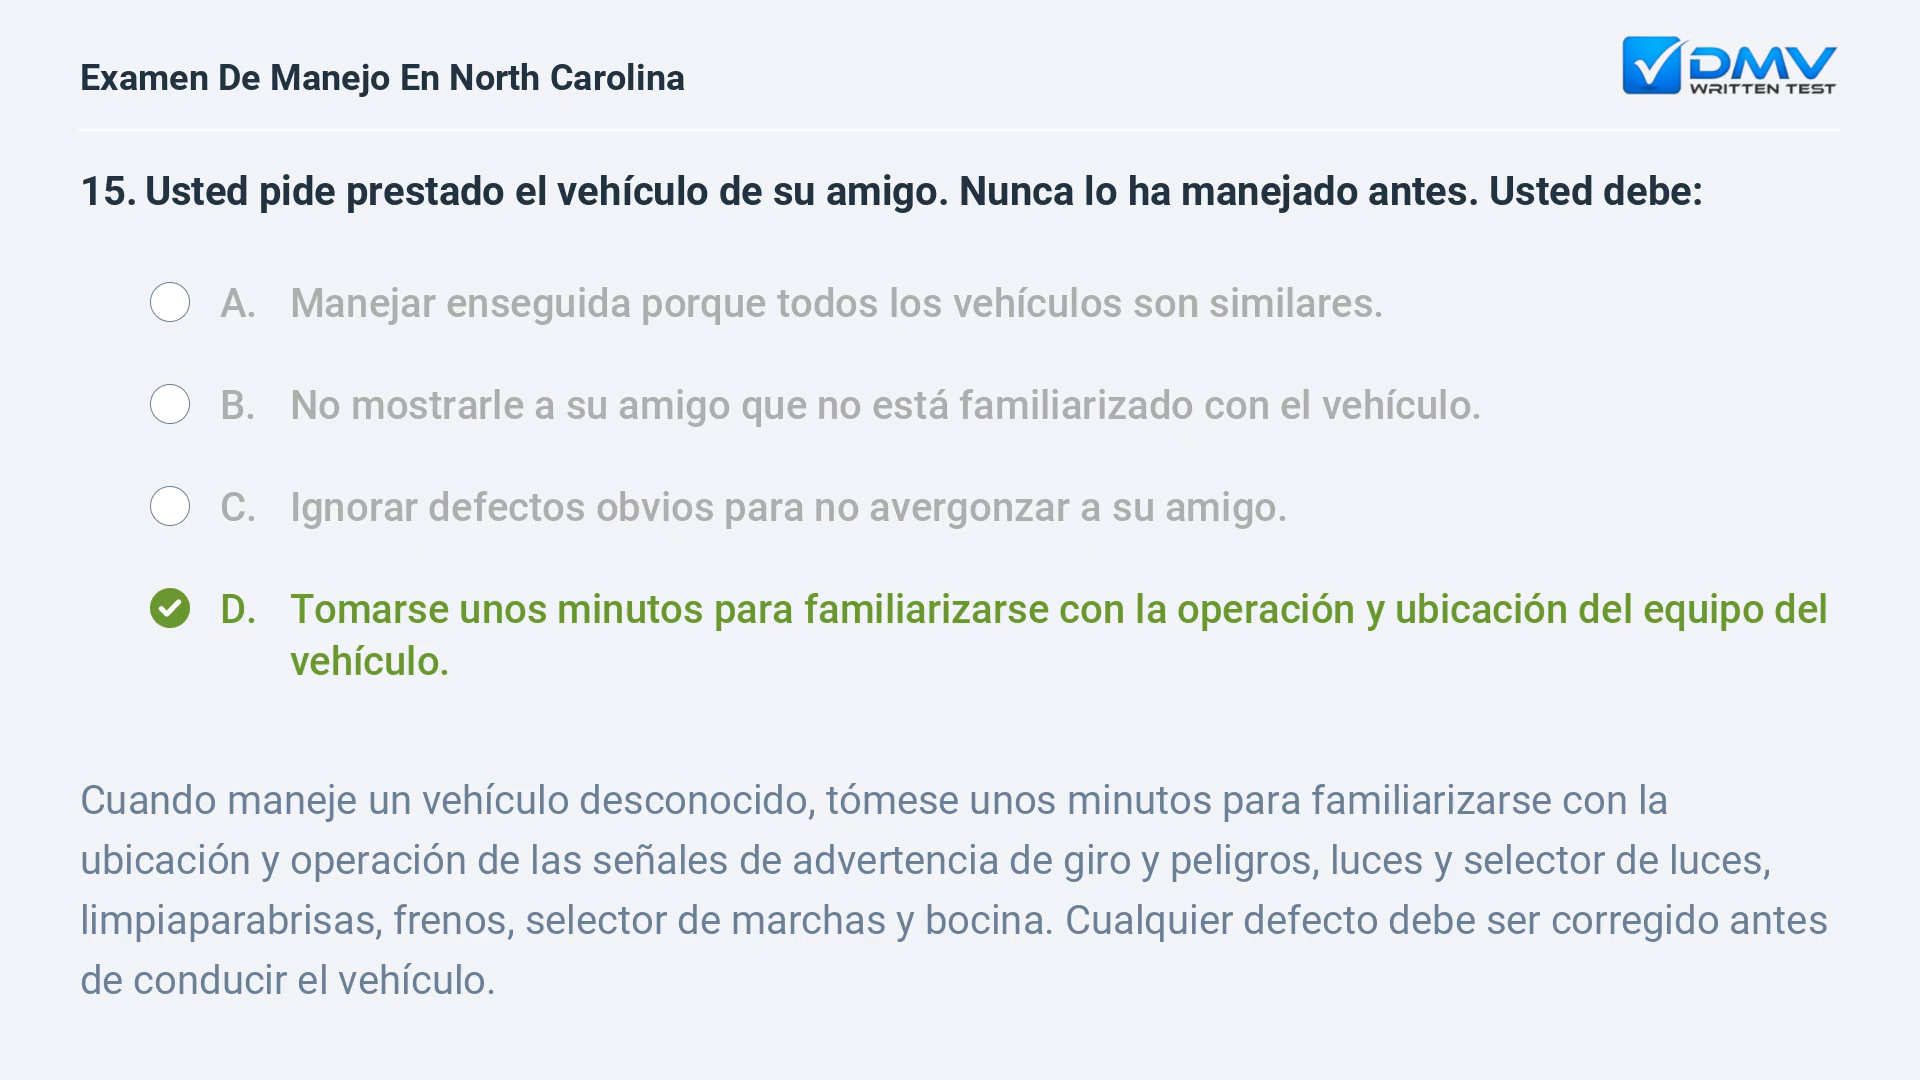 Examen De Manejo En North Carolina
DMV
WRITTEN TEST
15. Usted pide prestado el vehículo de su amigo. Nunca lo ha manejado antes. Usted debe:
A. Manejar enseguida porque todos los vehículos son similares.
B. No mostrarle a su amigo que no está familiarizado con el vehículo.
C. Ignorar defectos obvios para no avergonzar a su amigo.
D. Tomarse unos minutos para familiarizarse con la operación y ubicación del equipo del
vehículo.
Cuando maneje un vehículo desconocido, tómese unos minutos para familiarizarse con la
ubicación y operación de las señales de advertencia de giro y peligros, luces y selector de luces,
limpiaparabrisas, frenos, selector de marchas y bocina. Cualquier defecto debe ser corregido antes
de conducir el vehículo.